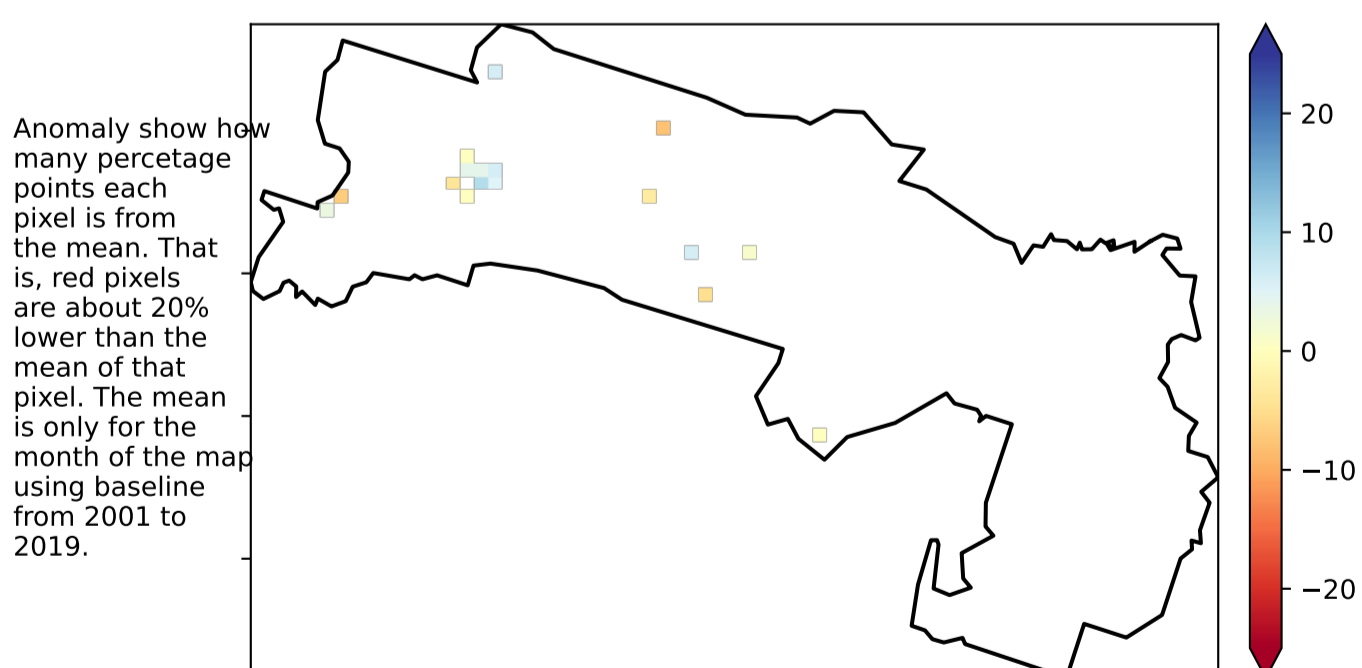 Anomaly show how
many percetage
points each
pixel is from
the mean. That
is, red pixels
are about 20%
lower than the
mean of that
pixel. The mean
is only for the
month of the map
using baseline
from 2001 to
2019.
20
10
0
−10
−20